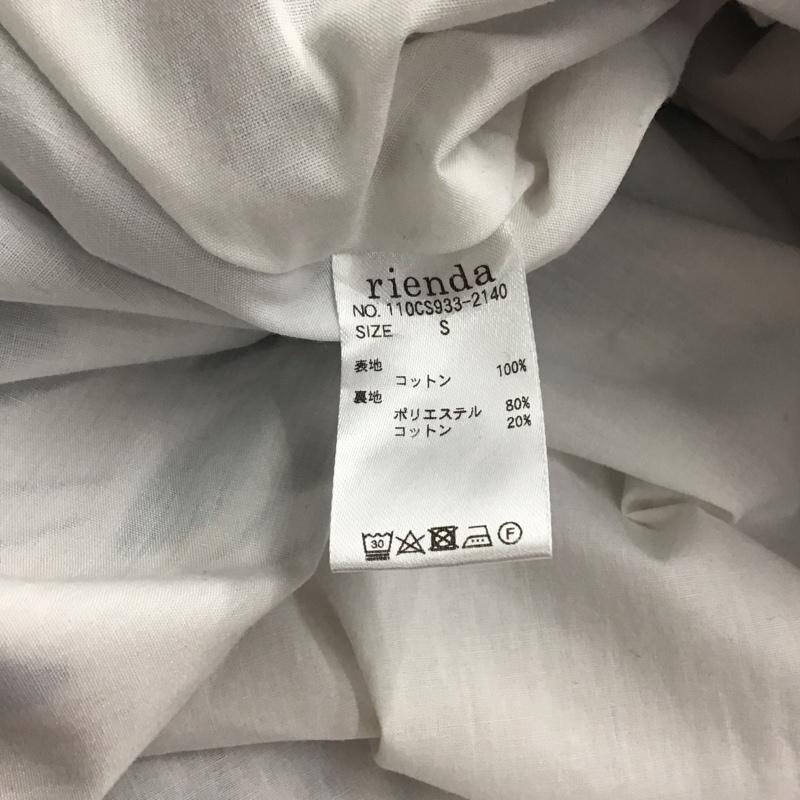 rienda
NO. 110CS933-2140
SIZE S
表地
コットン 100%
裏地
ポリエステル 80%
コットン 20%
30 F